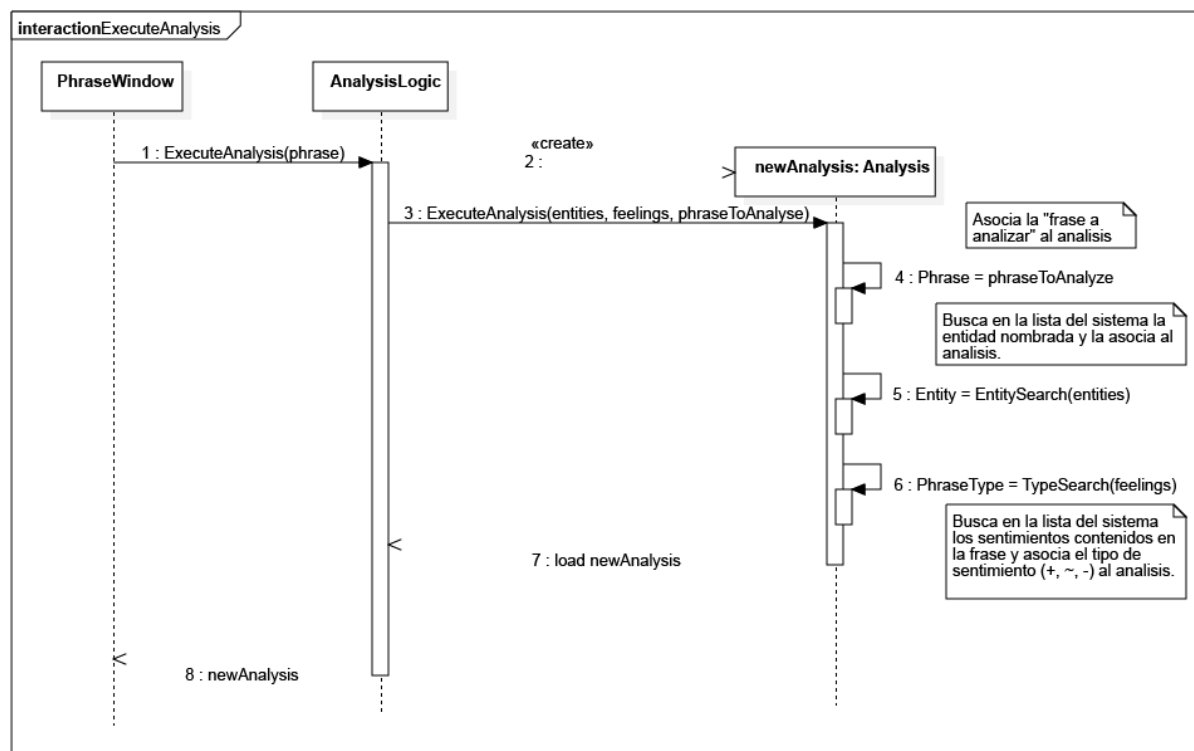 interactionExecuteAnalysis
PhraseWindow
AnalysisLogic
1 : ExecuteAnalysis(phrase)
«create»
2 :
newAnalysis: Analysis
3 : ExecuteAnalysis(entities, feelings, phraseToAnalyse)
Asocia la "frase a
analizar" al analisis
4 : Phrase = phraseToAnalyze
Busca en la lista del sistema la
entidad nombrada y la asocia al
analisis.
5 : Entity = EntitySearch(entities)
6 : PhraseType = TypeSearch(feelings)
Busca en la lista del sistema
los sentimientos contenidos en
la frase y asocia el tipo de
sentimiento (+, ~, -) al analisis.
7 : load newAnalysis
8 : newAnalysis